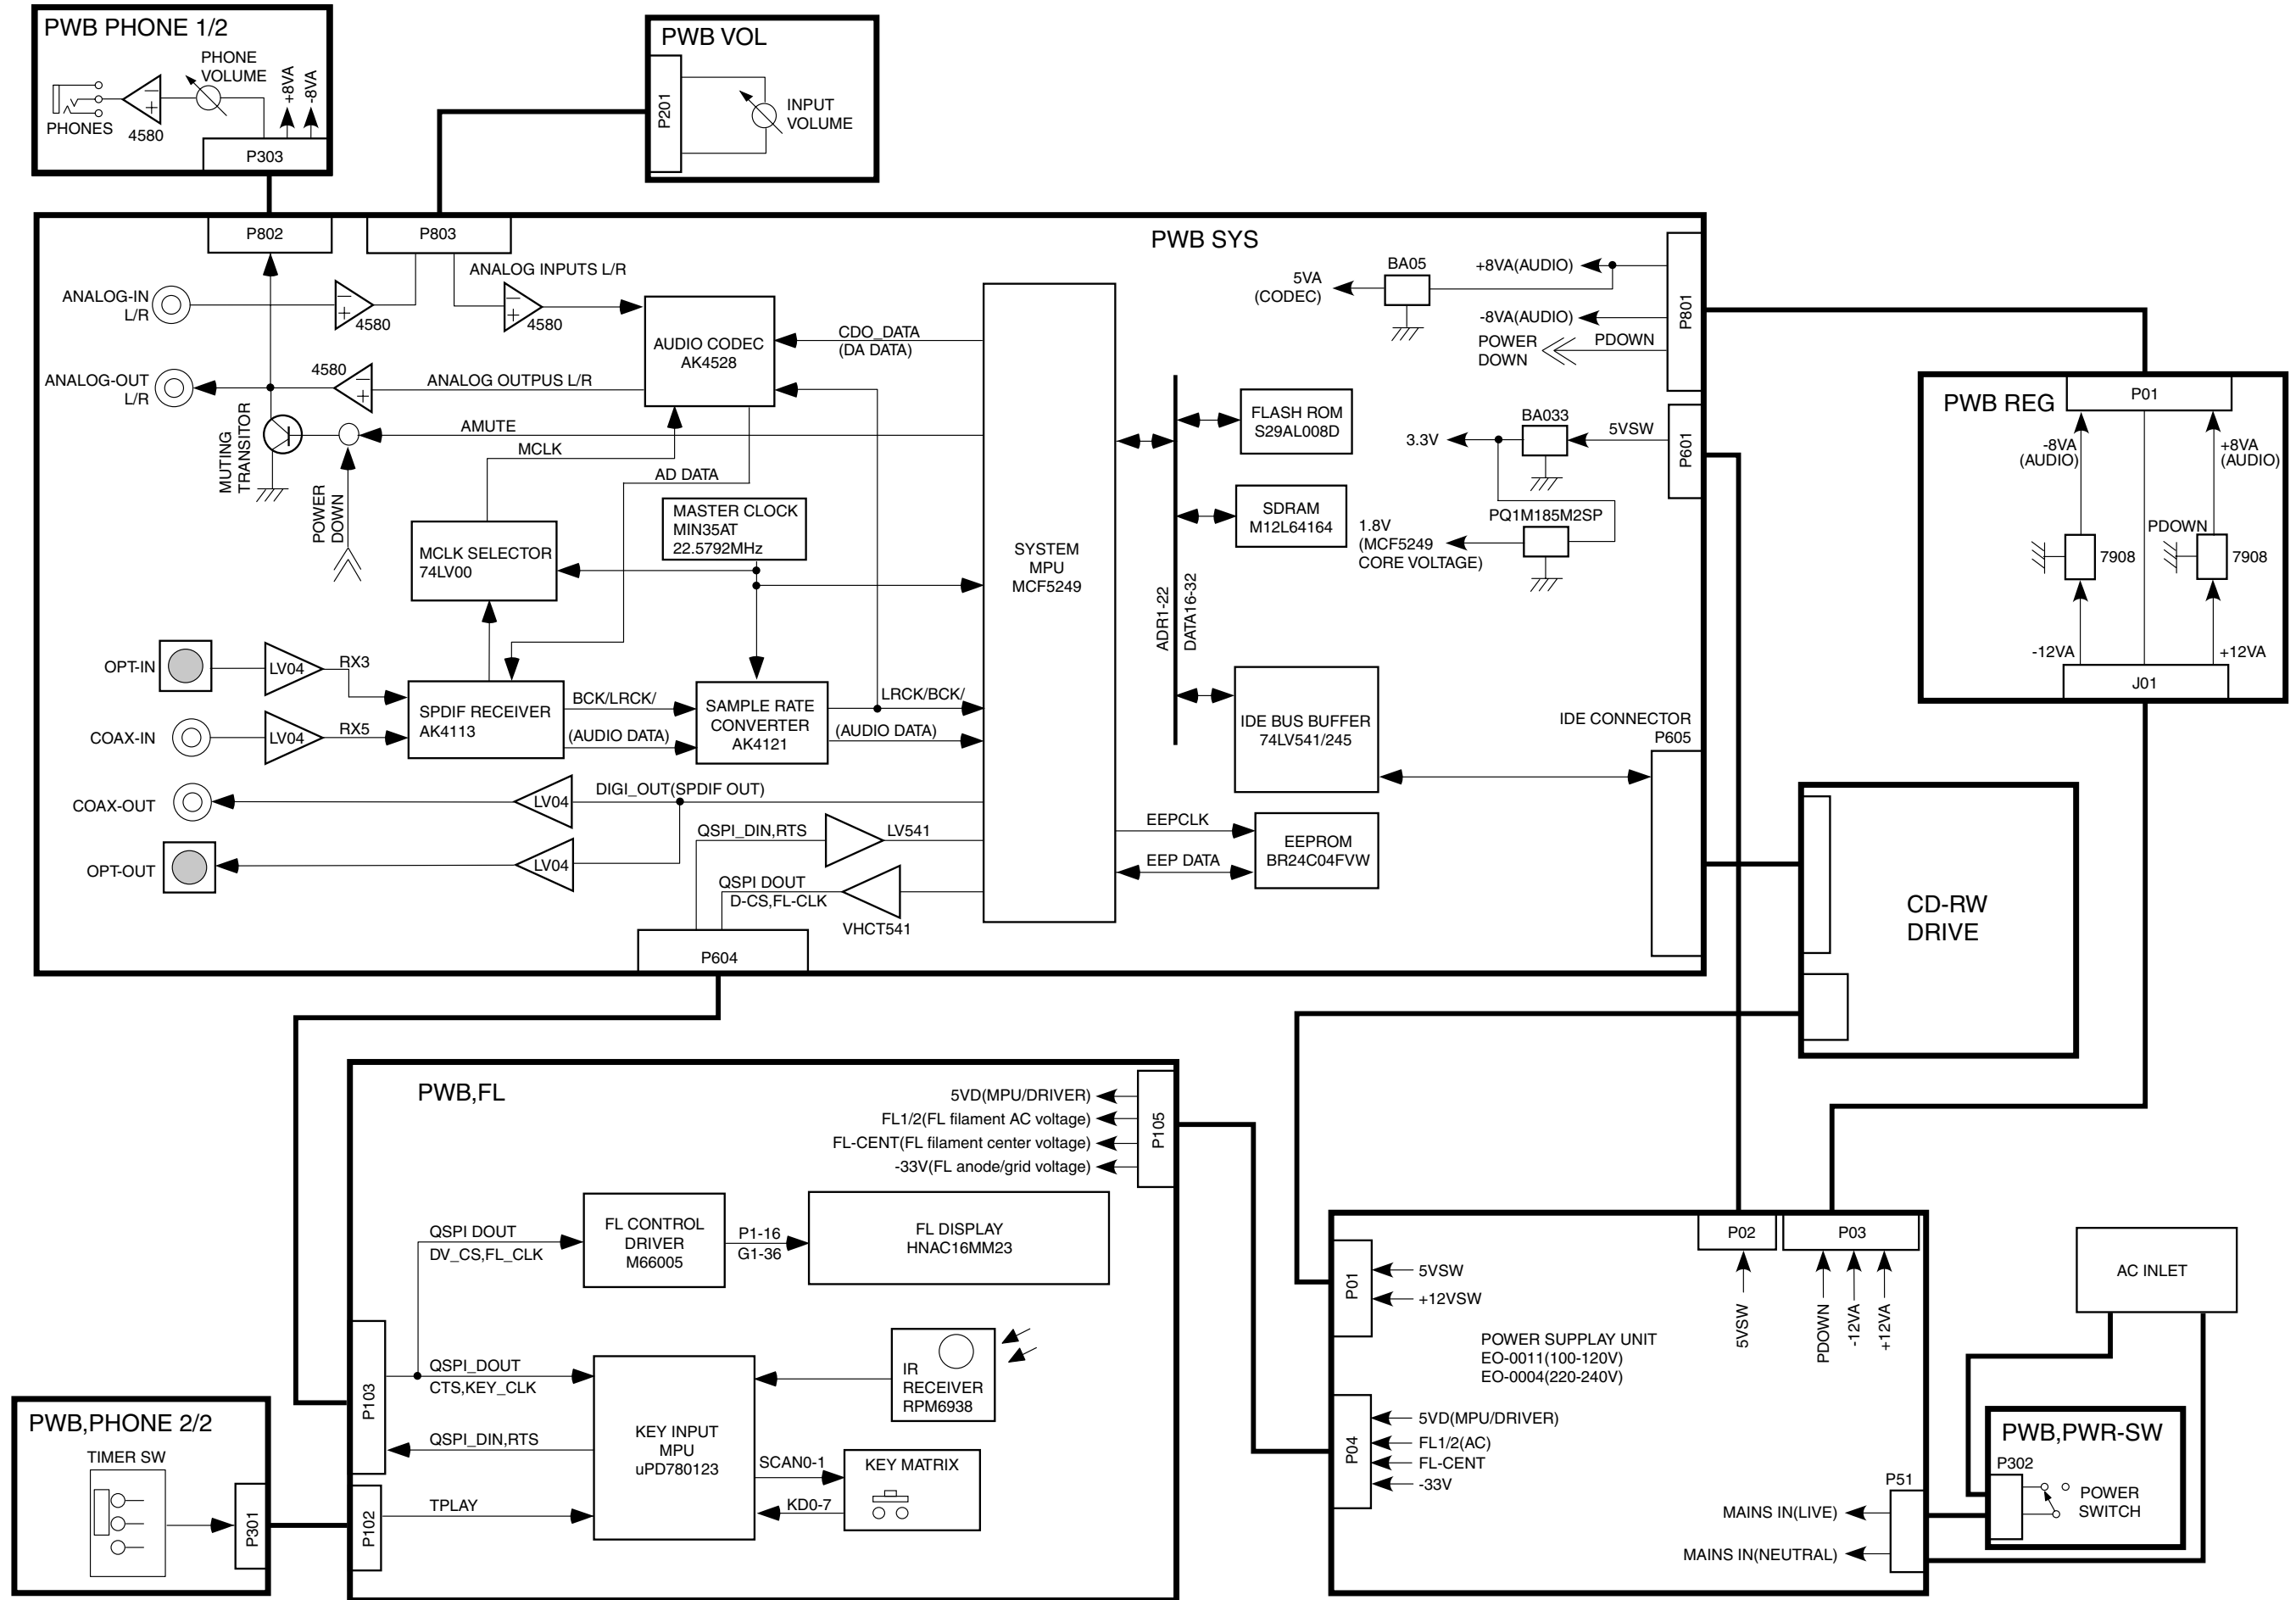 PWB PHONE 1/2
PHONE
VOLUME
+8VA
-8VA
PHONES
4580
P303
PWB VOL
P201
INPUT
VOLUME
PWB SYS
P802
P803
ANALOG INPUTS L/R
ANALOG-IN
L/R
4580
4580
AUDIO CODEC
AK4528
CDO_DATA
(DA DATA)
ANALOG-OUT
L/R
4580
ANALOG OUTPUS L/R
MUTING
TRANSITOR
AMUTE
MCLK
AD DATA
POWER
DOWN
MASTER CLOCK
MIN35AT
22.5792MHz
MCLK SELECTOR
74LV00
SYSTEM
MPU
MCF5249
OPT-IN
LV04
RX3
COAX-IN
LV04
RX5
SPDIF RECEIVER
AK4113
BCK/LRCK/
(AUDIO DATA)
SAMPLE RATE
CONVERTER
AK4121
LRCK/BCK/
(AUDIO DATA)
COAX-OUT
LV04
DIGI_OUT(SPDIF OUT)
OPT-OUT
LV04
QSPI_DIN,RTS
LV541
QSPI DOUT
D-CS,FL-CLK
VHCT541
P604
5VA
(CODEC)
BA05
+8VA(AUDIO)
-8VA(AUDIO)
POWER
DOWN
PDOWN
P801
FLASH ROM
S29AL008D
3.3V
BA033
5VSW
P601
SDRAM
M12L64164
1.8V
(MCF5249
CORE VOLTAGE)
PQ1M185M2SP
ADR1-22
DATA16-32
IDE BUS BUFFER
74LV541/245
IDE CONNECTOR
P605
EEPCLK
EEP DATA
EEPROM
BR24C04FVW
PWB REG
P01
-8VA
(AUDIO)
+8VA
(AUDIO)
PDOWN
7908
7908
-12VA
+12VA
J01
CD-RW
DRIVE
PWB,FL
5VD(MPU/DRIVER)
FL1/2(FL filament AC voltage)
FL-CENT(FL filament center voltage)
-33V(FL anode/grid voltage)
P105
QSPI DOUT
DV_CS,FL_CLK
FL CONTROL
DRIVER
M66005
P1-16
G1-36
FL DISPLAY
HNAC16MM23
P103
QSPI_DOUT
CTS,KEY_CLK
QSPI_DIN,RTS
KEY INPUT
MPU
uPD780123
IR
RECEIVER
RPM6938
SCAN0-1
KD0-7
KEY MATRIX
P102
TPLAY
PWB,PHONE 2/2
TIMER SW
P301
P02
P03
P01
5VSW
+12VSW
5VSW
PDOWN
-12VA
+12VA
POWER SUPPLAY UNIT
EO-0011(100-120V)
EO-0004(220-240V)
P04
5VD(MPU/DRIVER)
FL1/2(AC)
FL-CENT
-33V
P51
MAINS IN(LIVE)
MAINS IN(NEUTRAL)
AC INLET
PWB,PWR-SW
P302
POWER
SWITCH